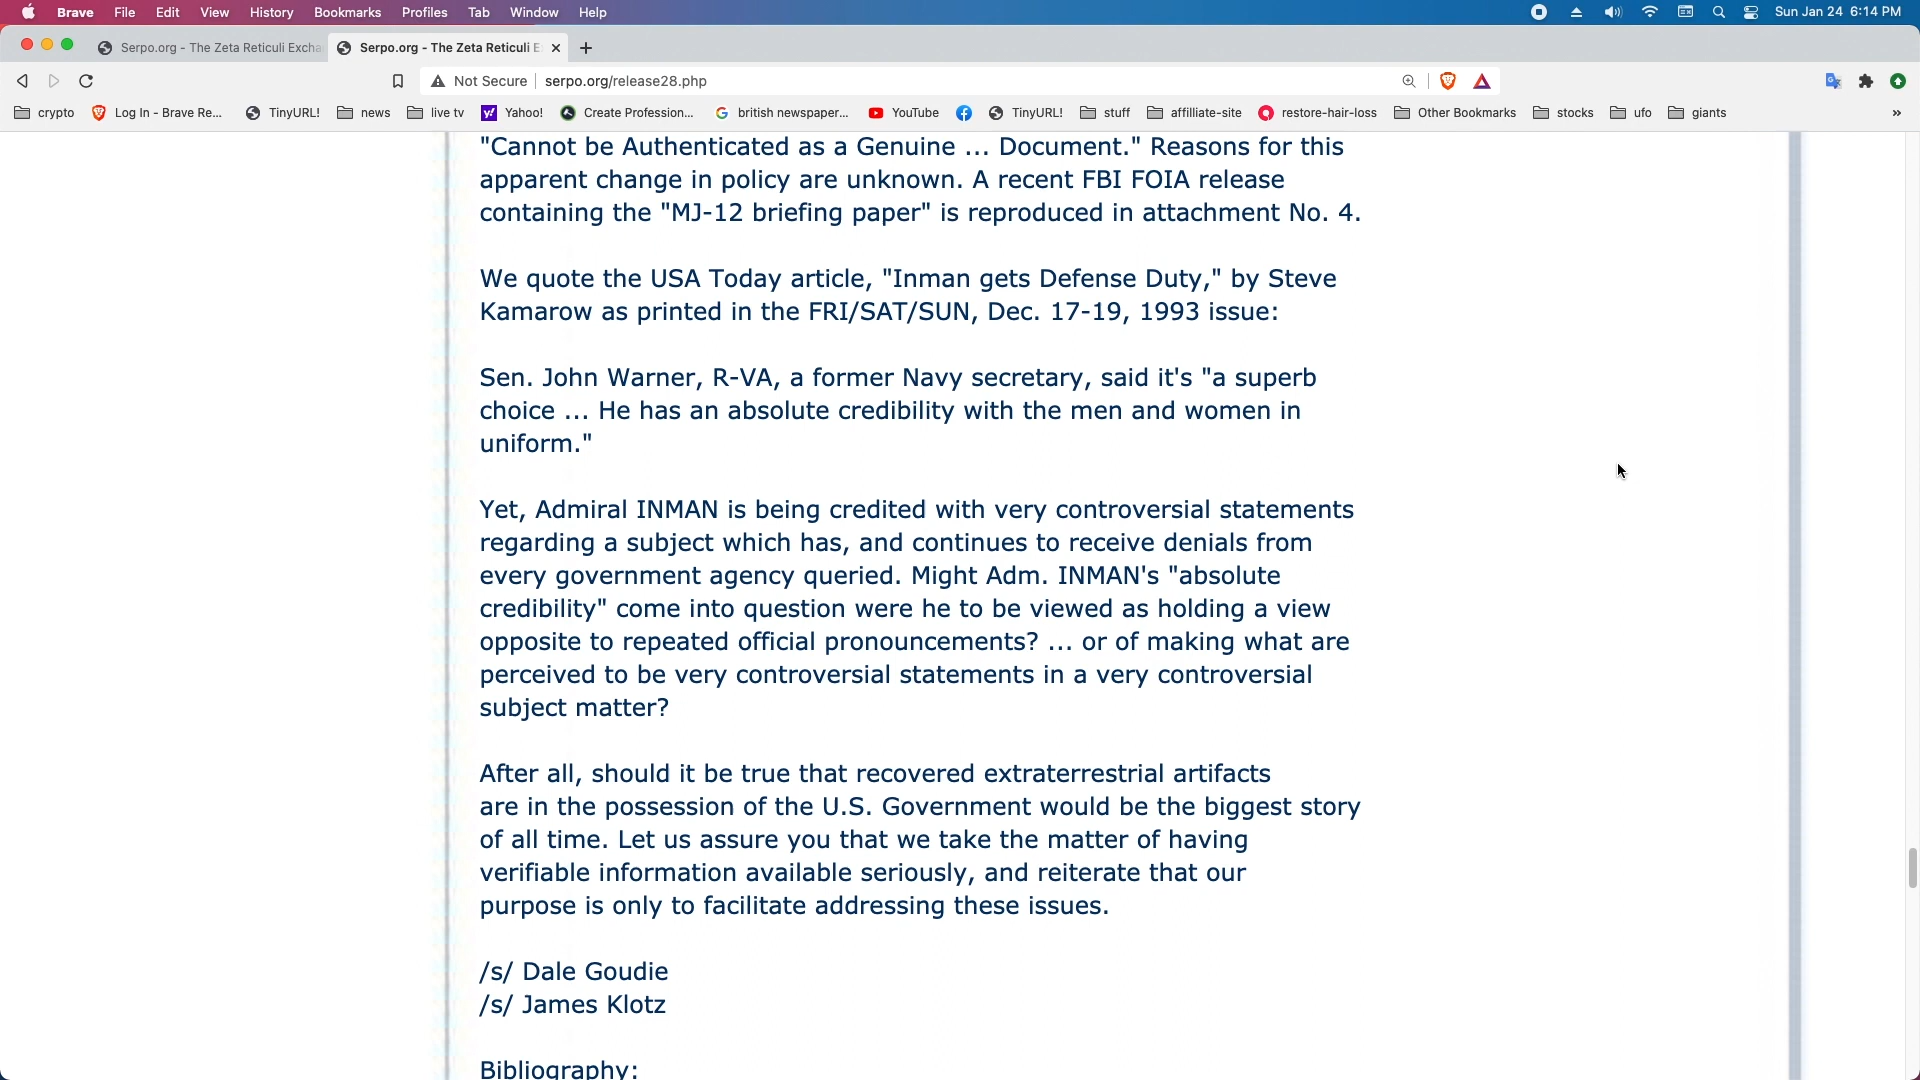 Brave File Edit View History Bookmarks Profiles Tab Window Help Sun Jan 24 6:14 PM
Serpo.org - The Zeta Reticuli Excha Serpo.org - The Zeta Reticuli E
Not Secure serpo.org/release28.php
crypto Log In - Brave Re... TinyURL! news live tv Yahoo! Create Profession... british newspaper... YouTube TinyURL! stuff affilliate-site restore-hair-loss Other Bookmarks stocks ufo giants »
"Cannot be Authenticated as a Genuine ... Document." Reasons for this
apparent change in policy are unknown. A recent FBI FOIA release
containing the "MJ-12 briefing paper" is reproduced in attachment No. 4.
We quote the USA Today article, "Inman gets Defense Duty," by Steve
Kamarow as printed in the FRI/SAT/SUN, Dec. 17-19, 1993 issue:
Sen. John Warner, R-VA, a former Navy secretary, said it's "a superb
choice ... He has an absolute credibility with the men and women in
uniform."
Yet, Admiral INMAN is being credited with very controversial statements
regarding a subject which has, and continues to receive denials from
every government agency queried. Might Adm. INMAN's "absolute
credibility" come into question were he to be viewed as holding a view
opposite to repeated official pronouncements? ... or of making what are
perceived to be very controversial statements in a very controversial
subject matter?
After all, should it be true that recovered extraterrestrial artifacts
are in the possession of the U.S. Government would be the biggest story
of all time. Let us assure you that we take the matter of having
verifiable information available seriously, and reiterate that our
purpose is only to facilitate addressing these issues.
/s/ Dale Goudie
/s/ James Klotz
Bibliography: